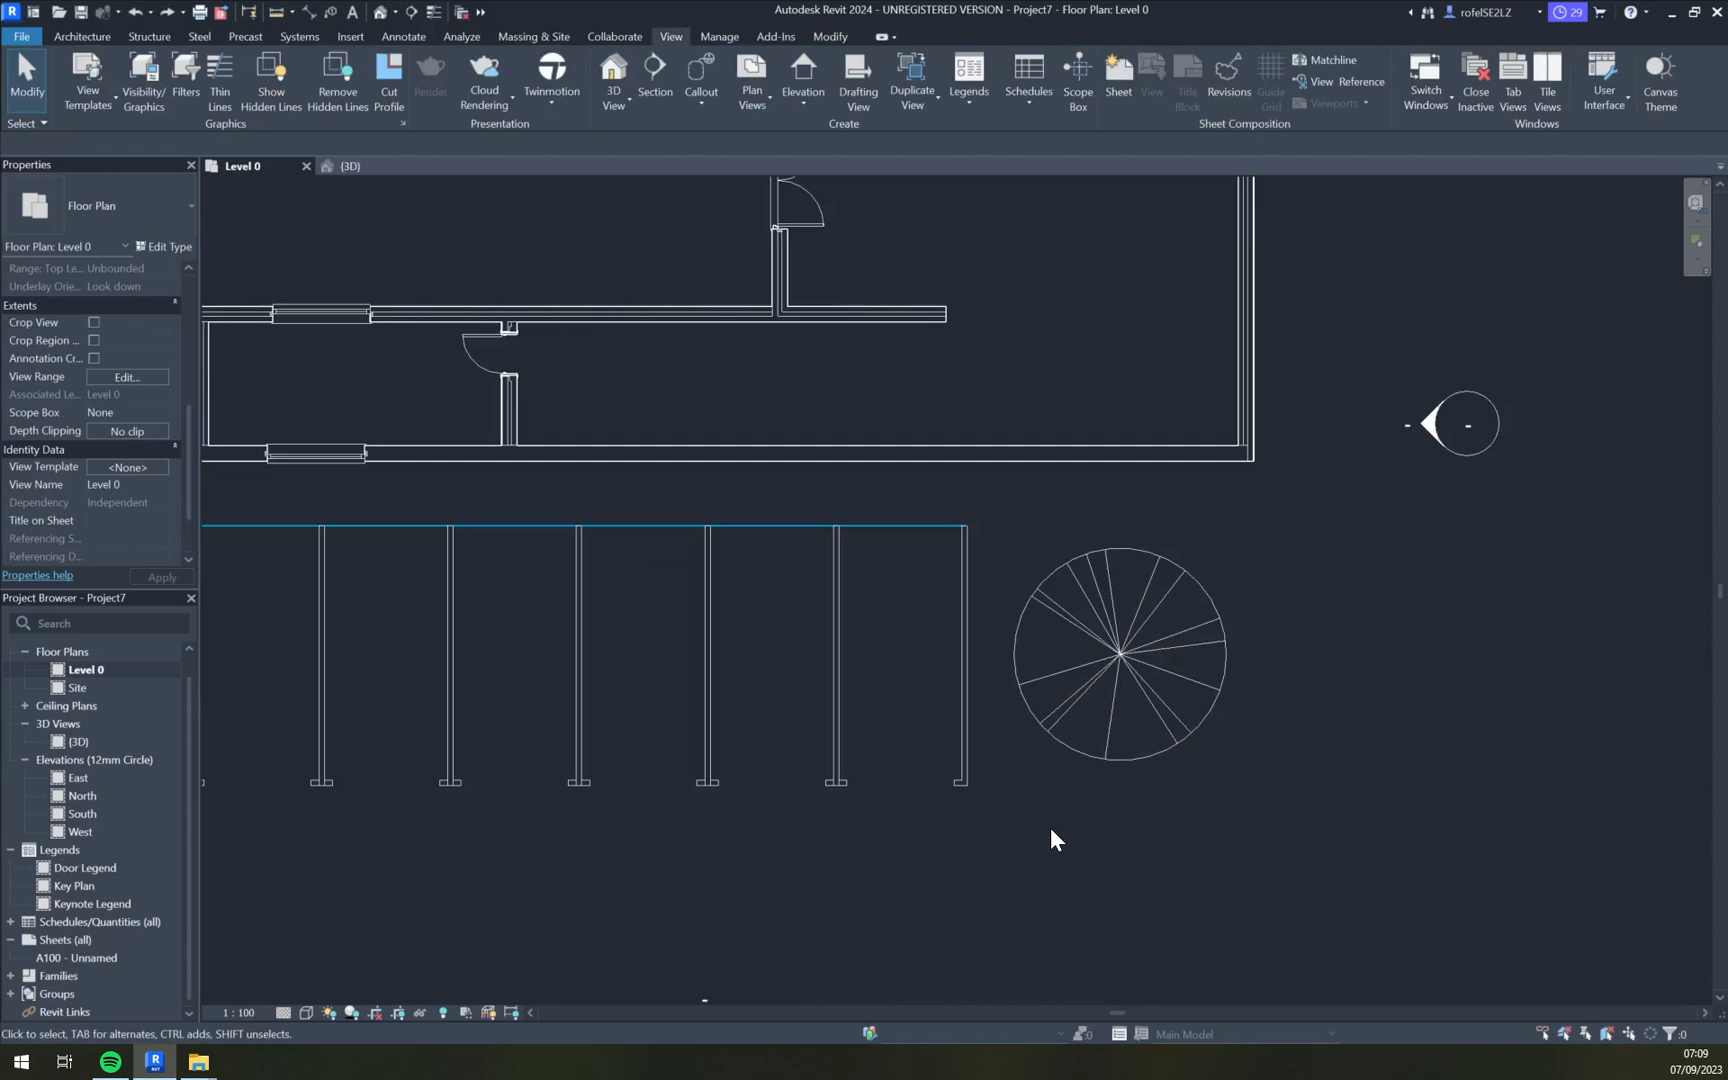 Autodesk Revit 2024 - UNREGISTERED VERSION - Project7 - Floor Plan: Level 0
rofelSE2LZ
29
File Architecture Structure Steel Precast Systems Insert Annotate Analyze Massing & Site Collaborate View Manage Add-Ins Modify
Modify
View Templates
Visibility/ Graphics
Filters
Thin Lines
Show Hidden Lines
Remove Hidden Lines
Cut Profile
Render
Cloud Rendering
Twinmotion
3D View
Section
Callout
Plan Views
Elevation
Drafting View
Duplicate View
Legends
Schedules
Scope Box
Sheet
View
Title Block
Revisions
Guide Grid
Matchline
View Reference
Viewports
Switch Windows
Close Inactive
Tab Views
Tile Views
User Interface
Canvas Theme
Select Graphics Presentation Create Sheet Composition Windows
Properties
Level 0
{3D}
Floor Plan
Floor Plan: Level 0 Edit Type
Range: Top Le... Unbounded
Underlay Orie... Look down
Extents
Crop View
Crop Region ...
Annotation Cr...
View Range Edit...
Associated Le... Level 0
Scope Box None
Depth Clipping No clip
Identity Data
View Template <None>
View Name Level 0
Dependency Independent
Title on Sheet
Referencing S...
Referencing D...
Properties help Apply
Project Browser - Project7
Search
Floor Plans
Level 0
Site
Ceiling Plans
3D Views
{3D}
Elevations (12mm Circle)
East
North
South
West
Legends
Door Legend
Key Plan
Keynote Legend
Schedules/Quantities (all)
Sheets (all)
A100 - Unnamed
Families
Groups
Revit Links
1 : 100
Click to select, TAB for alternates, CTRL adds, SHIFT unselects.
:0
Main Model
:0
07:09
07/09/2023